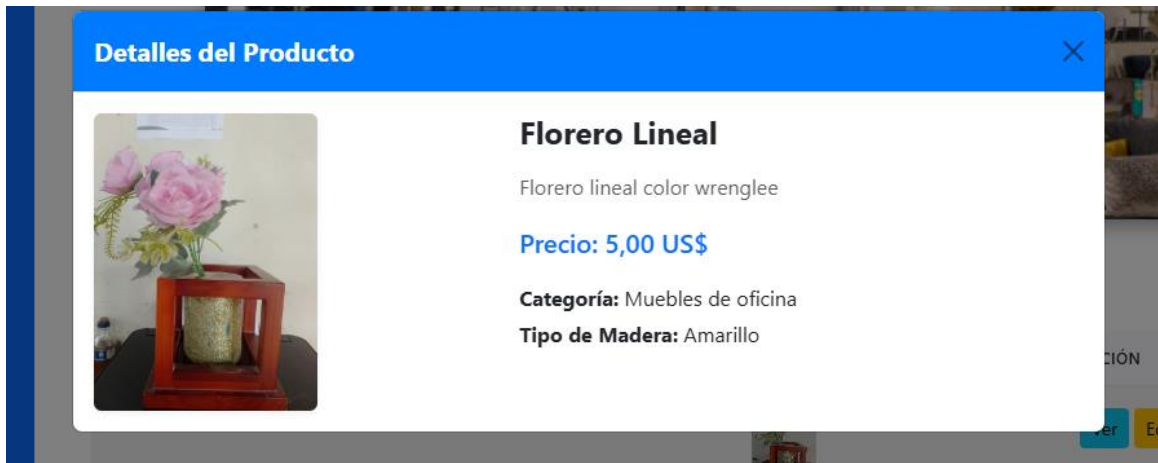 Detalles del Producto
Florero Lineal
Florero lineal color wrenglee
Precio: 5,00 US$
Categoría: Muebles de oficina
Tipo de Madera: Amarillo
CIÓN
Ver